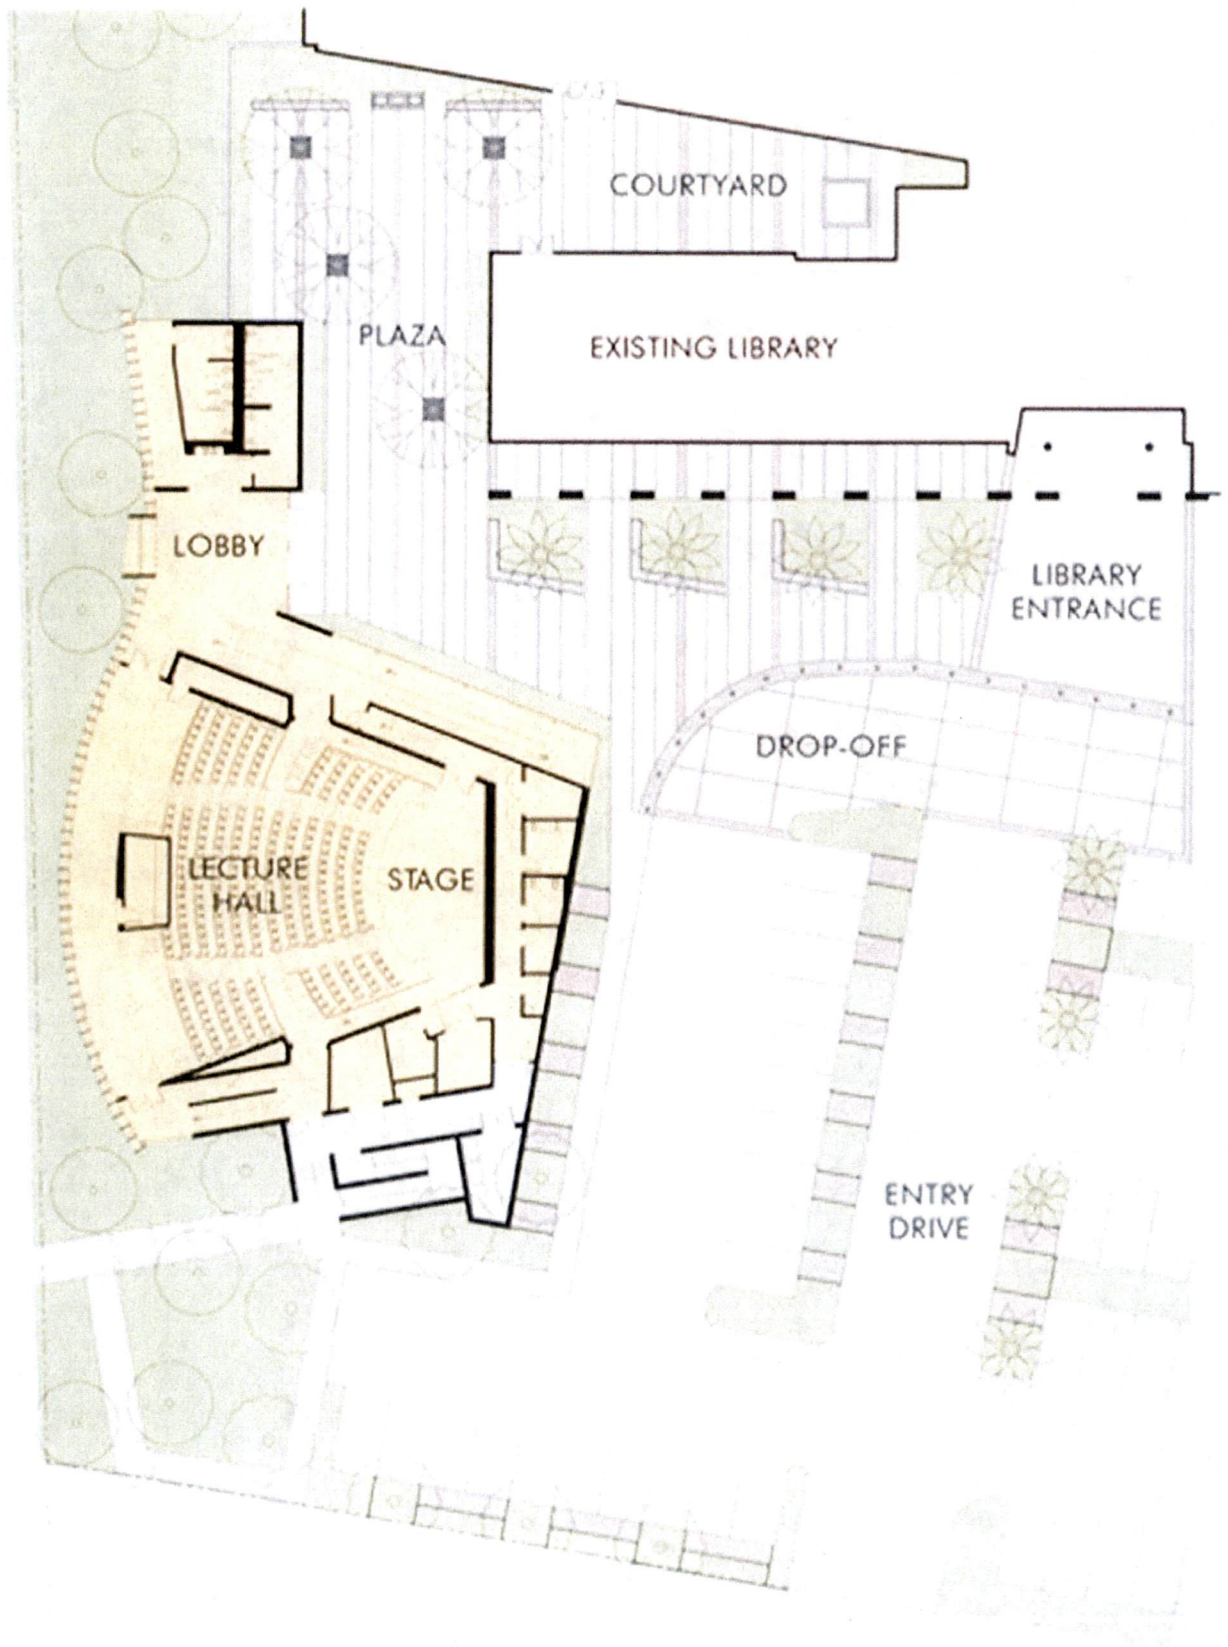 COURTYARD
PLAZA
EXISTING LIBRARY
LOBBY
LIBRARY
ENTRANCE
DROP-OFF
LECTURE
HALL
STAGE
ENTRY
DRIVE